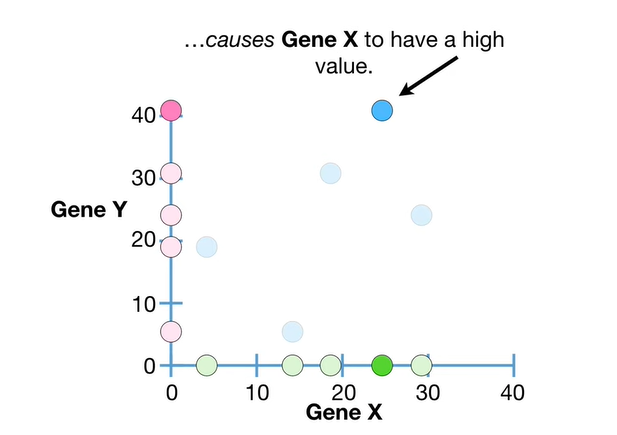 …causes Gene X to have a high
value.
40
30
Gene Y
20
10
0
0 10 20 30 40
Gene X